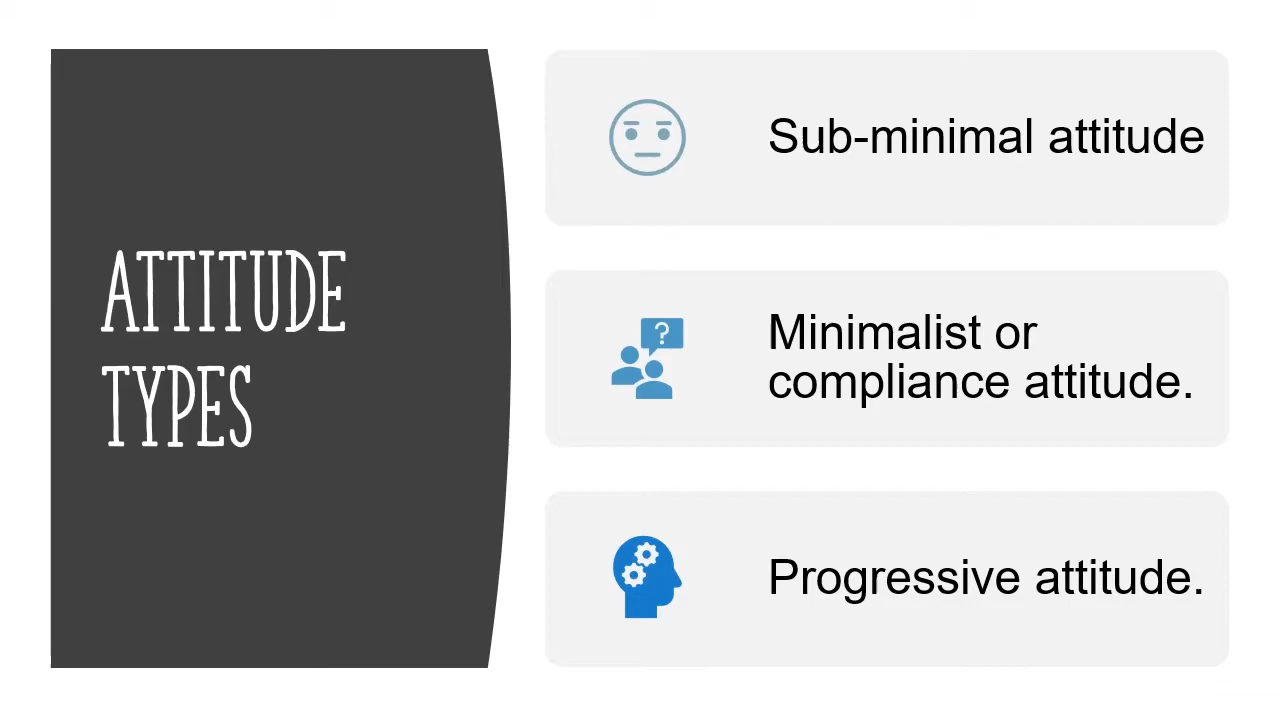 ATTITUDE
TYPES
Sub-minimal attitude
?
Minimalist or
compliance attitude.
Progressive attitude.